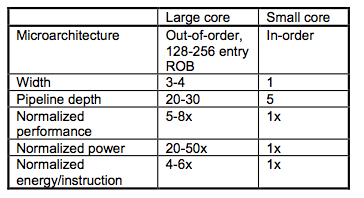 Large core Small core
Microarchitecture Out-of-order, In-order
128-256 entry
ROB
Width 3-4 1
Pipeline depth 20-30 5
Normalized 5-8x 1x
performance
Normalized power 20-50x 1x
Normalized 4-6x 1x
energy/instruction